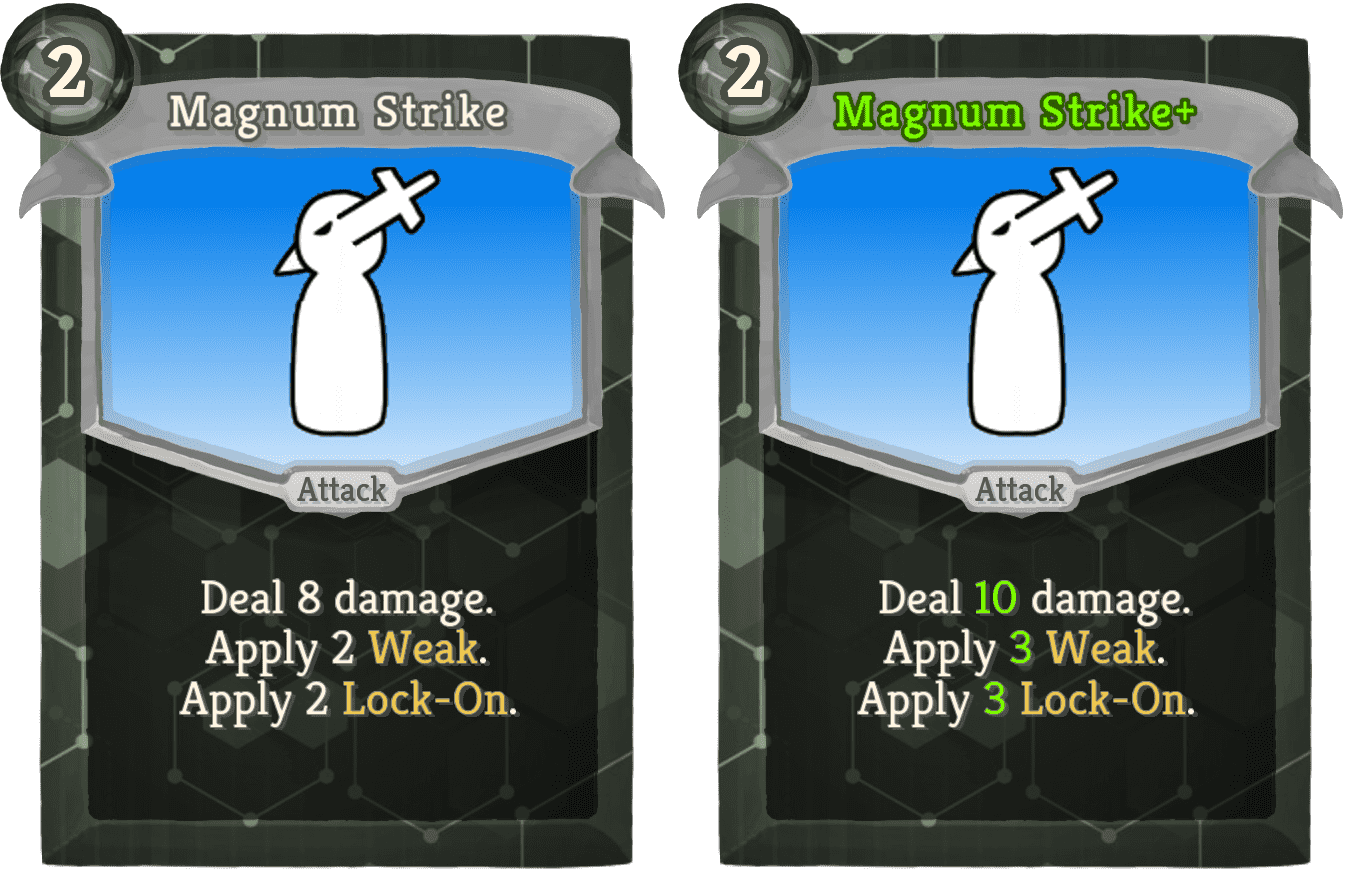 2
Magnum Strike
Attack
Deal 8 damage.
Apply 2 Weak.
Apply 2 Lock-On.
2
Magnum Strike+
Attack
Deal 10 damage.
Apply 3 Weak.
Apply 3 Lock-On.